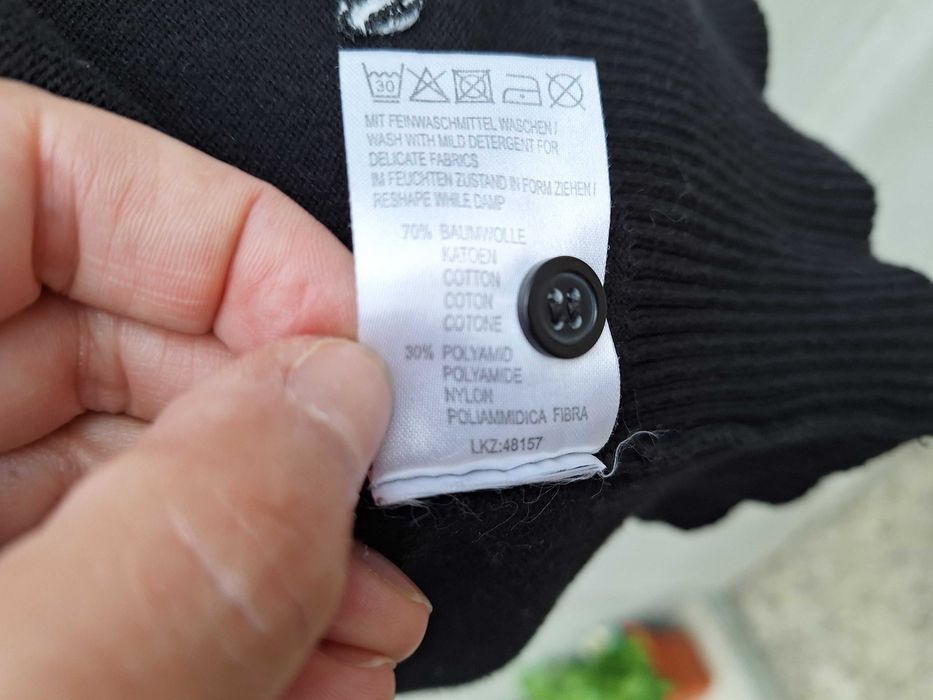 30
MIT FEINWASCHMITTEL WASCHEN /
WASH WITH MILD DETERGENT FOR
DELICATE FABRICS
IM FEUCHTEN ZUSTAND IN FORM ZIEHEN /
RESHAPE WHILE DAMP
70% BAUMWOLLE
KATOEN
COTTON
COTON
COTONE
30% POLYAMID
POLYAMIDE
NYLON
POLIAMMIDICA FIBRA
LKZ:48157